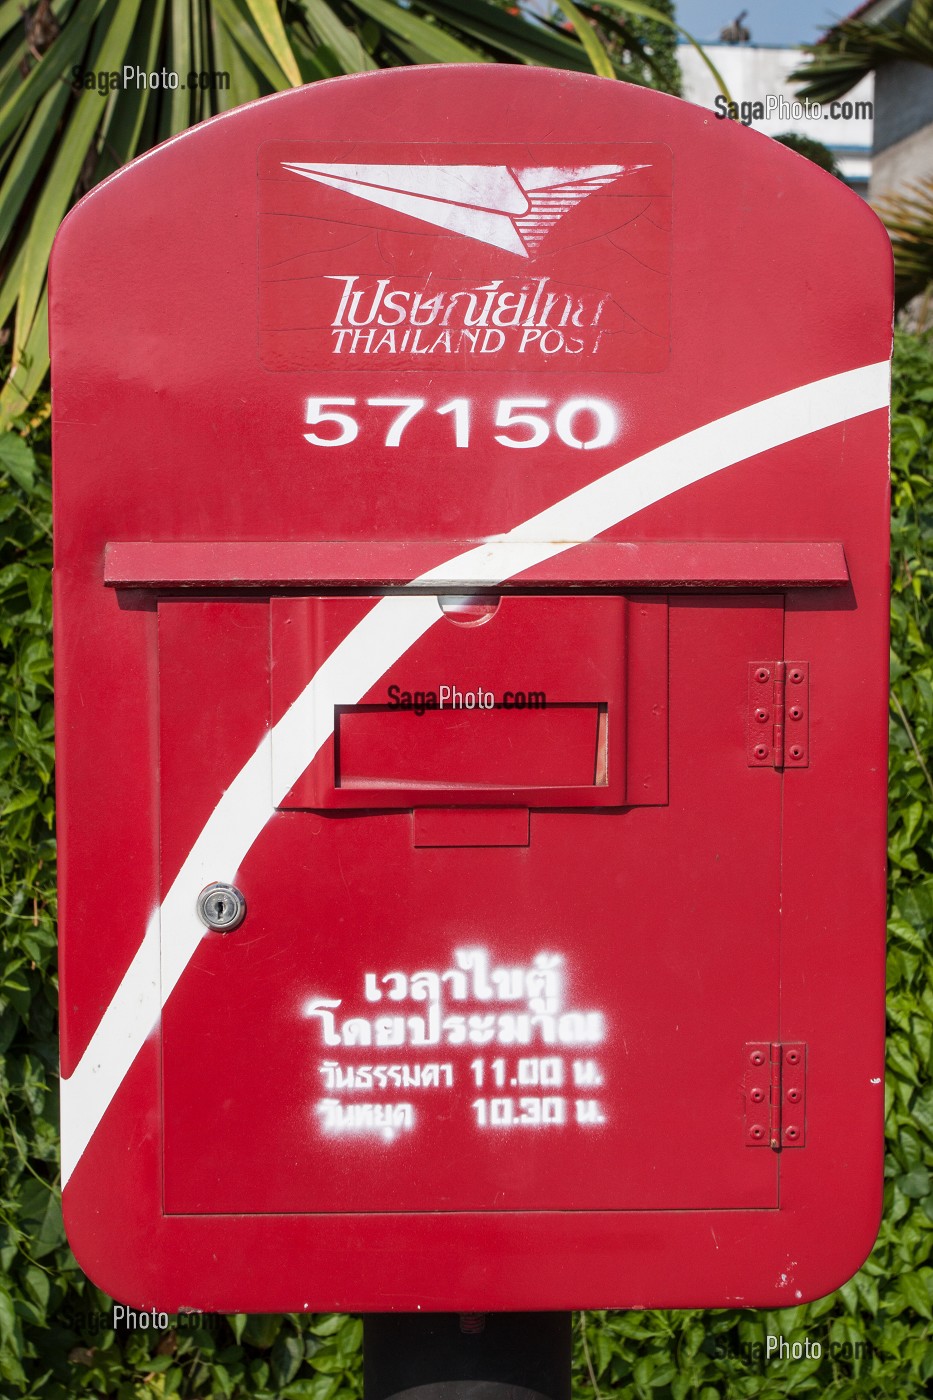 SagaPhoto.com
SagaPhoto.com
ไปรษณีย์ไทย
THAILAND POST
57150
SagaPhoto.com
เวลาไขตู้
โดยประมาณ
วันธรรมดา 11.00 น.
วันหยุด 10.30 น.
SagaPhoto.com
SagaPhoto.com